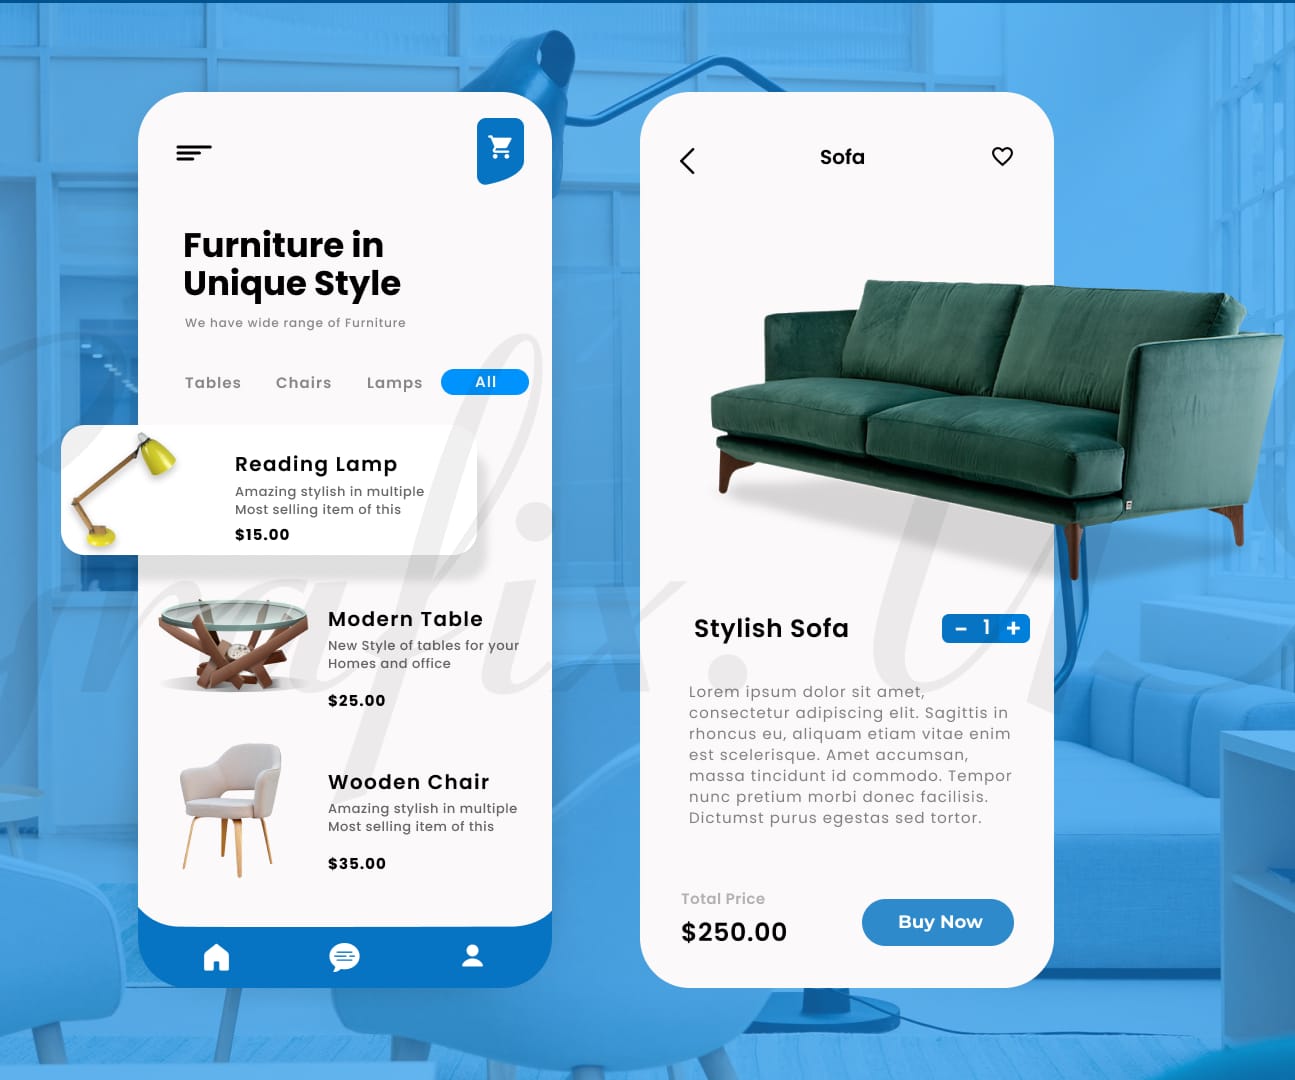 Furniture in
Unique Style
We have wide range of Furniture
Tables Chairs Lamps All
Reading Lamp
Amazing stylish in multiple
Most selling item of this
$15.00
Modern Table
New Style of tables for your
Homes and office
$25.00
Wooden Chair
Amazing stylish in multiple
Most selling item of this
$35.00
Sofa
Stylish Sofa
- 1 +
Lorem ipsum dolor sit amet,
consectetur adipiscing elit. Sagittis in
rhoncus eu, aliquam etiam vitae enim
est scelerisque. Amet accumsan,
massa tincidunt id commodo. Tempor
nunc pretium morbi donec facilisis.
Dictumst purus egestas sed tortor.
Total Price
$250.00
Buy Now